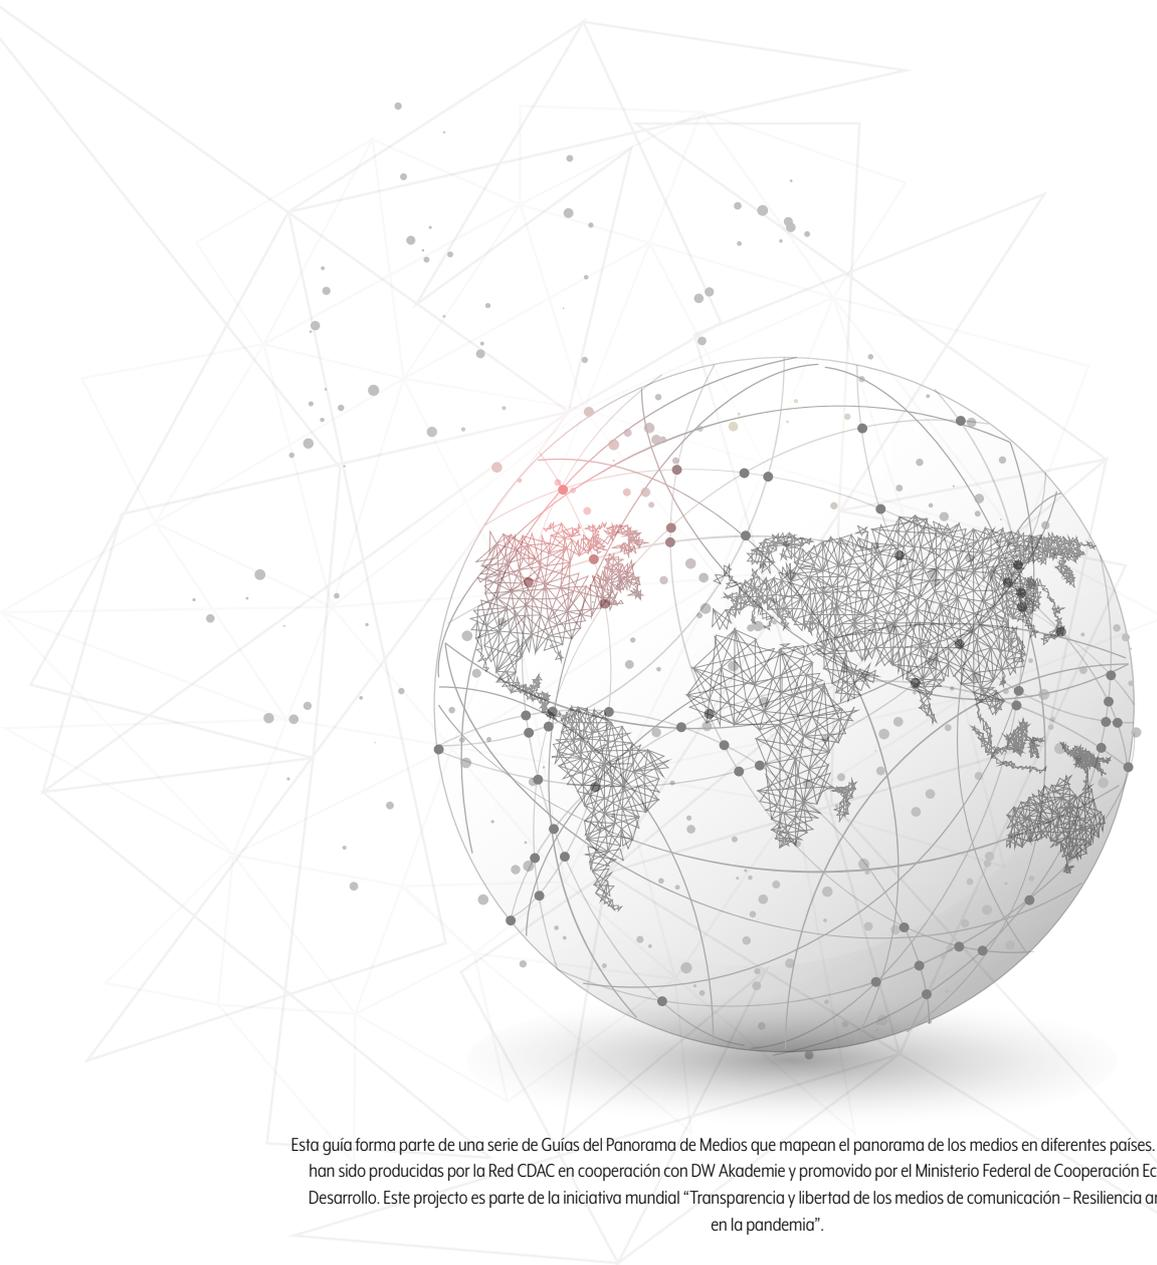 Esta guía forma parte de una serie de Guías del Panorama de Medios que mapean el panorama de los medios en diferentes países.
han sido producidas por la Red CDAC en cooperación con DW Akademie y promovido por el Ministerio Federal de Cooperación
Desarrollo. Este projecto es parte de la iniciativa mundial “Transparencia y libertad de los medios de comunicación – Resiliencia
en la pandemia”.